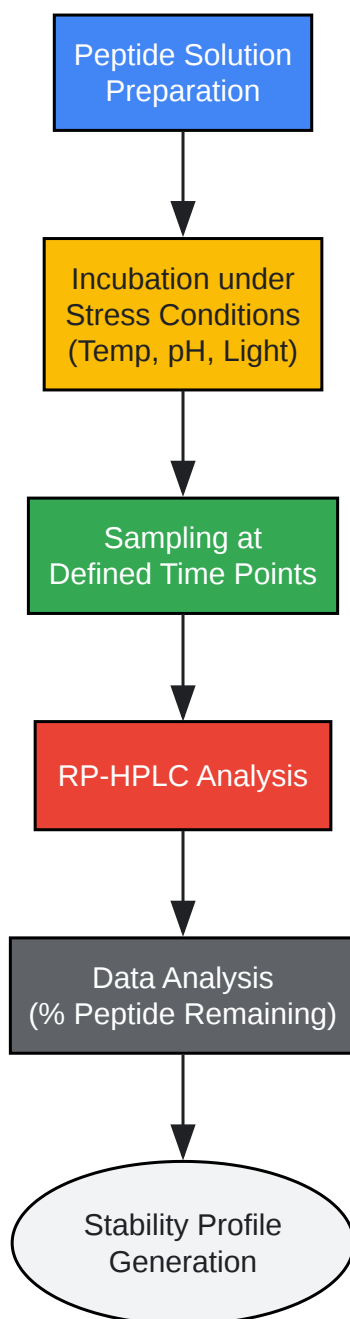 Peptide Solution
Preparation
Incubation under
Stress Conditions
(Temp, pH, Light)
Sampling at
Defined Time Points
RP-HPLC Analysis
Data Analysis
(% Peptide Remaining)
Stability Profile
Generation